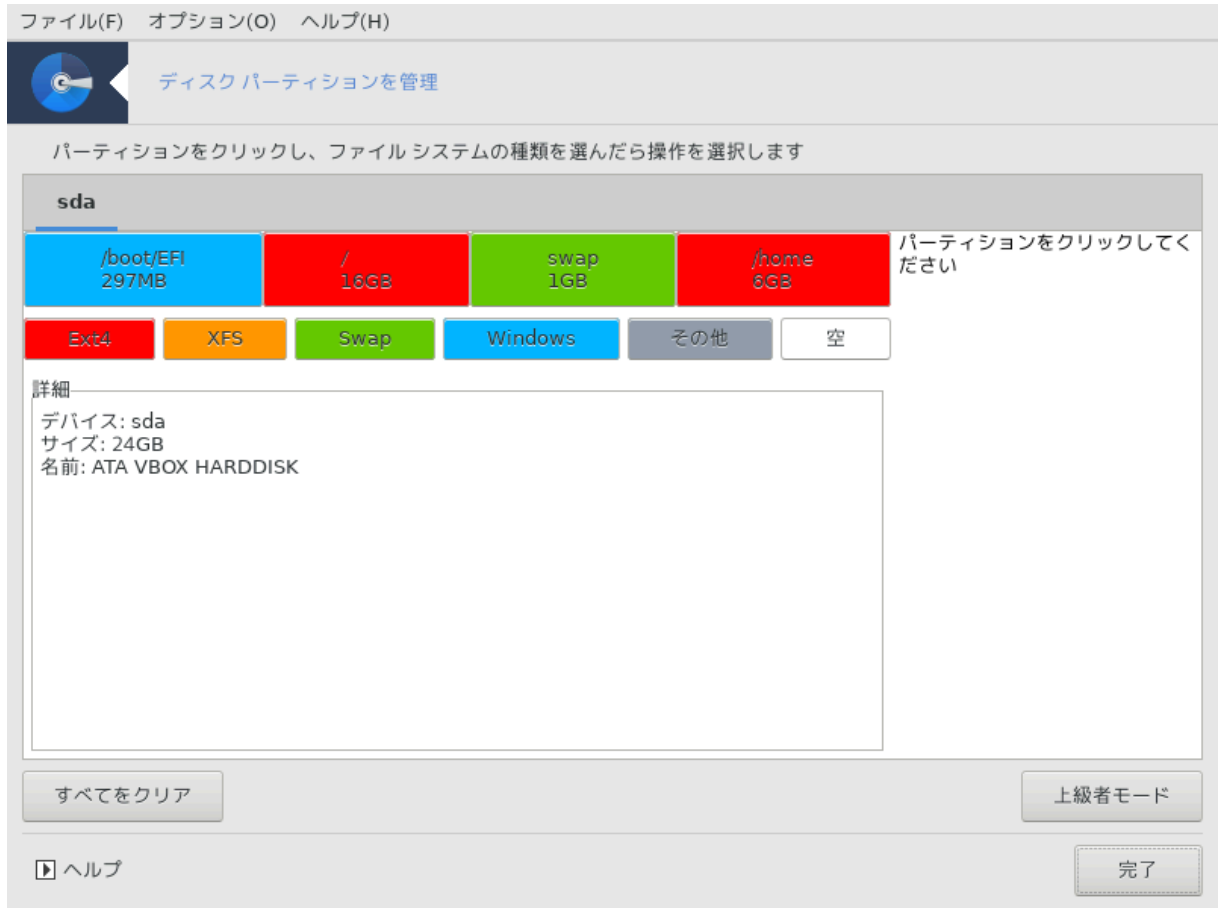 ファイル(F) オプション(O) ヘルプ(H)
ディスク パーティションを管理
パーティションをクリックし、ファイル システムの種類を選んだら操作を選択します
sda
/boot/EFI
297MB
/
16GB
swap
1GB
/home
6GB
パーティションをクリックしてく
ださい
Ext4 XFS Swap Windows その他 空
詳細
デバイス: sda
サイズ: 24GB
名前: ATA VBOX HARDDISK
すべてをクリア 上級者モード
ヘルプ 完了